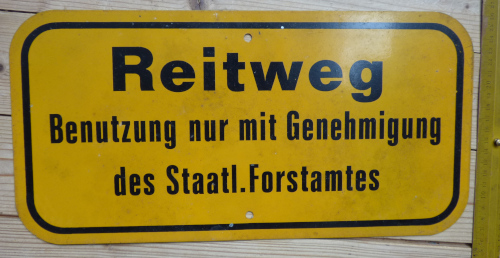 Reitweg
Benutzung nur mit Genehmigung
des Staatl.Forstamtes